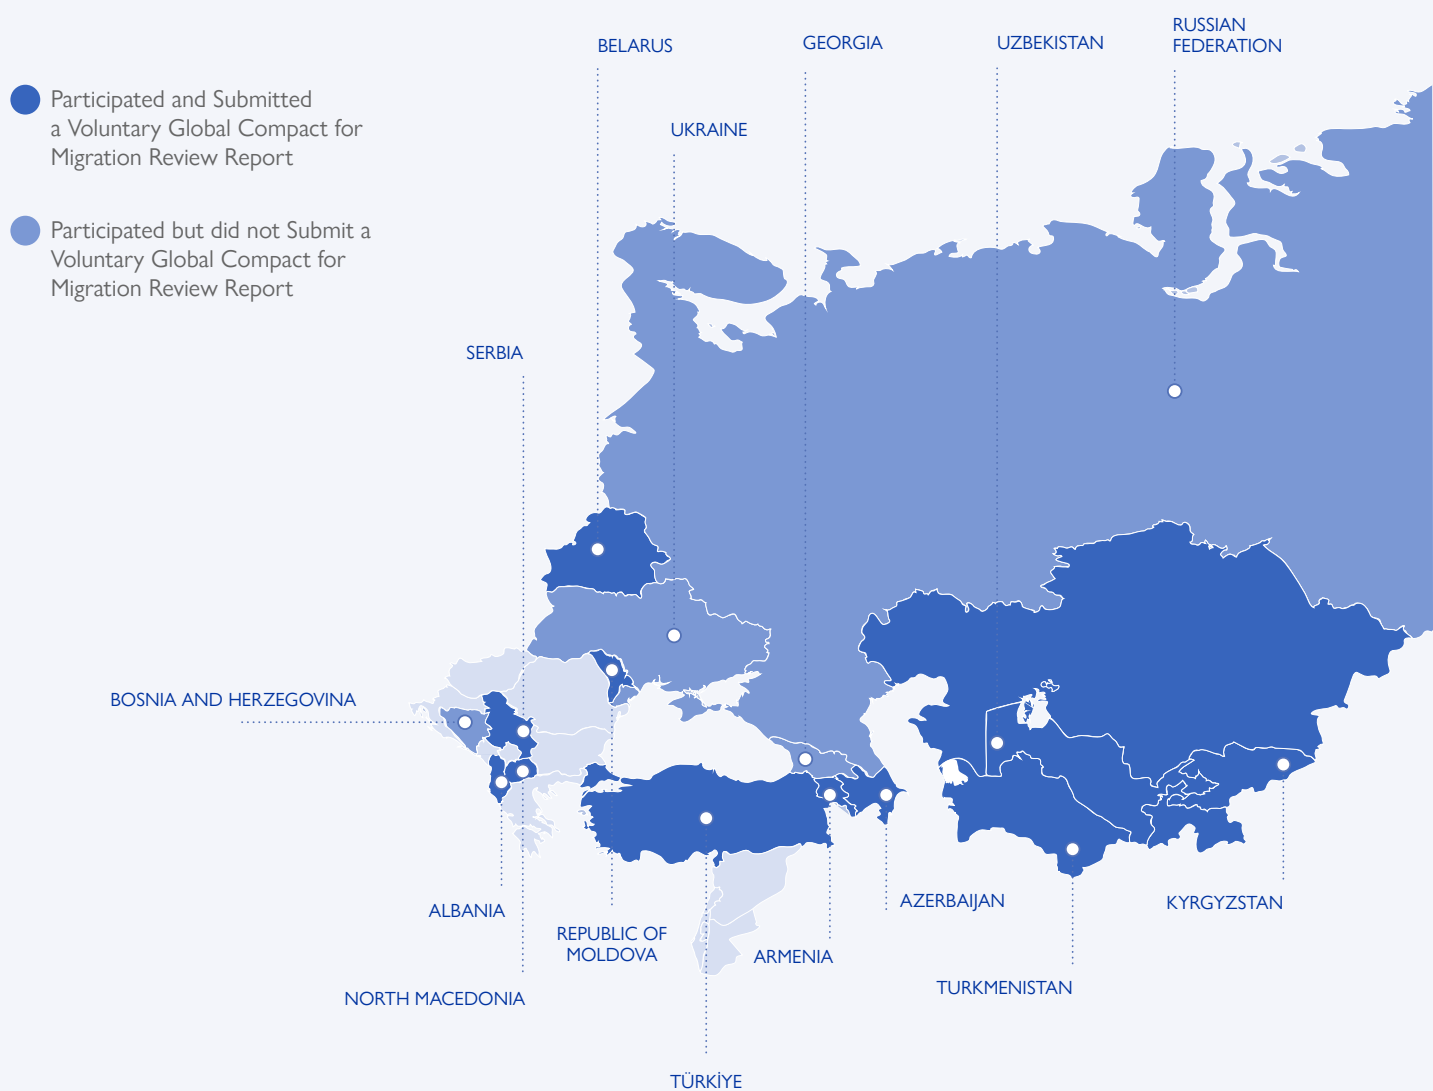 RUSSIAN
FEDERATION
BELARUS
GEORGIA
UZBEKISTAN
Participated and Submitted
a Voluntary Global Compact for
Migration Review Report
UKRAINE
Participated but did not Submit a
Voluntary Global Compact for
Migration Review Report
SERBIA
BOSNIA AND HERZEGOVINA
ALBANIA
AZERBAIJAN
KYRGYZSTAN
REPUBLIC OF
MOLDOVA
ARMENIA
TURKMENISTAN
NORTH MACEDONIA
TÜRKİYE